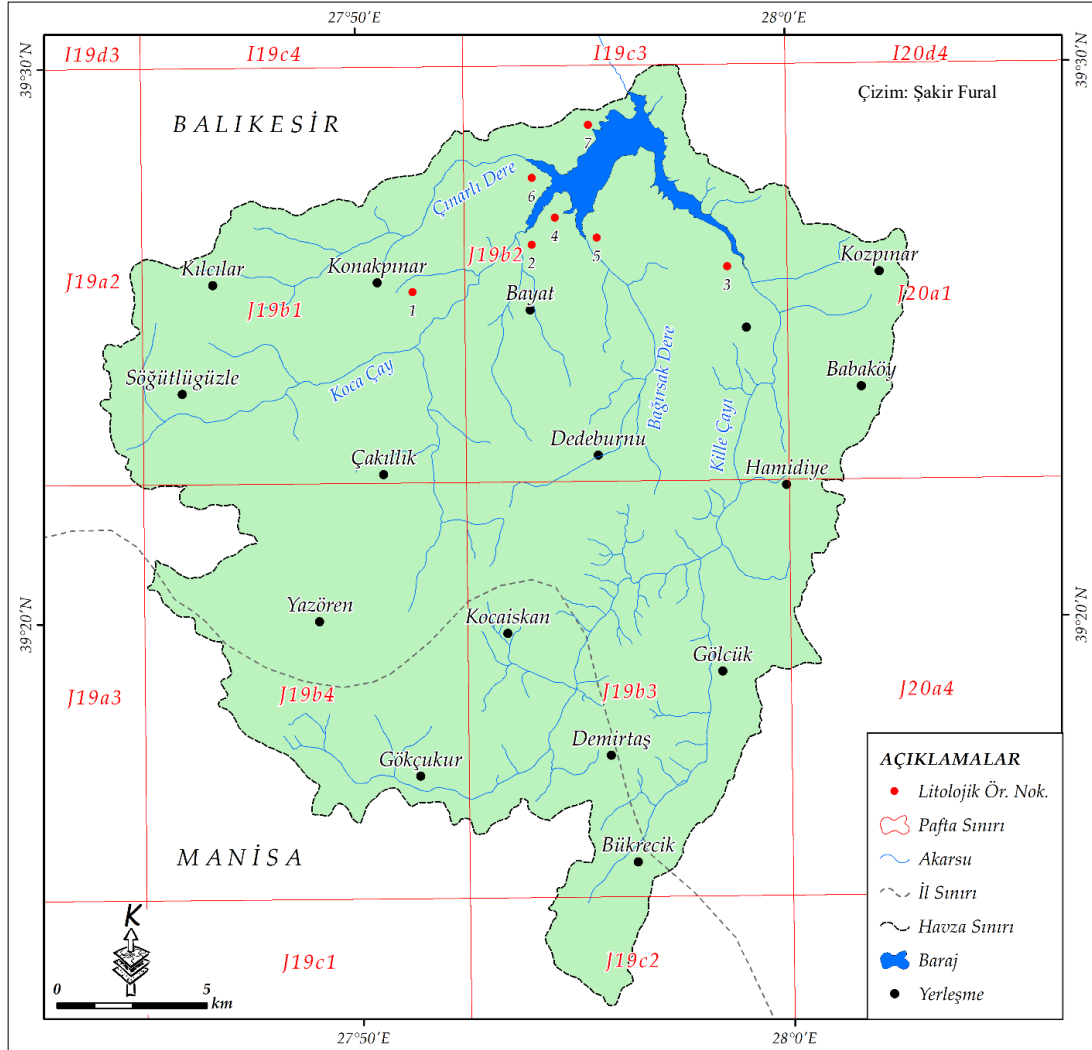 27°50'E
28°0'E
I19d3
I19c4
I19c3
I20d4
39°30'N
39°30'N
Çizim: Şakir Fural
BALIKESİR
7
Çınarlı Dere
6
4
J19b2
2
5
Kozpınar
Kılcılar
Konakpınar
3
J19a2
J19b1
1
Bayat
J20a1
Koca Çay
Bağırsak Dere
Söğütlügüzle
Babaköy
Kille Çayı
Dedeburnu
Çakıllik
Hamidiye
Yazören
Kocaiskan
39°20'N
39°20'N
Gölcük
J19a3
J19b4
J19b3
J20a4
Demirtaş
Gökçukur
AÇIKLAMALAR
Litolojik Ör. Nok.
Pafta Sınırı
Akarsu
İl Sınırı
Havza Sınırı
Baraj
Yerleşme
MANİSA
Bükrecik
K
J19c1
J19c2
0 5
km
27°50'E
28°0'E